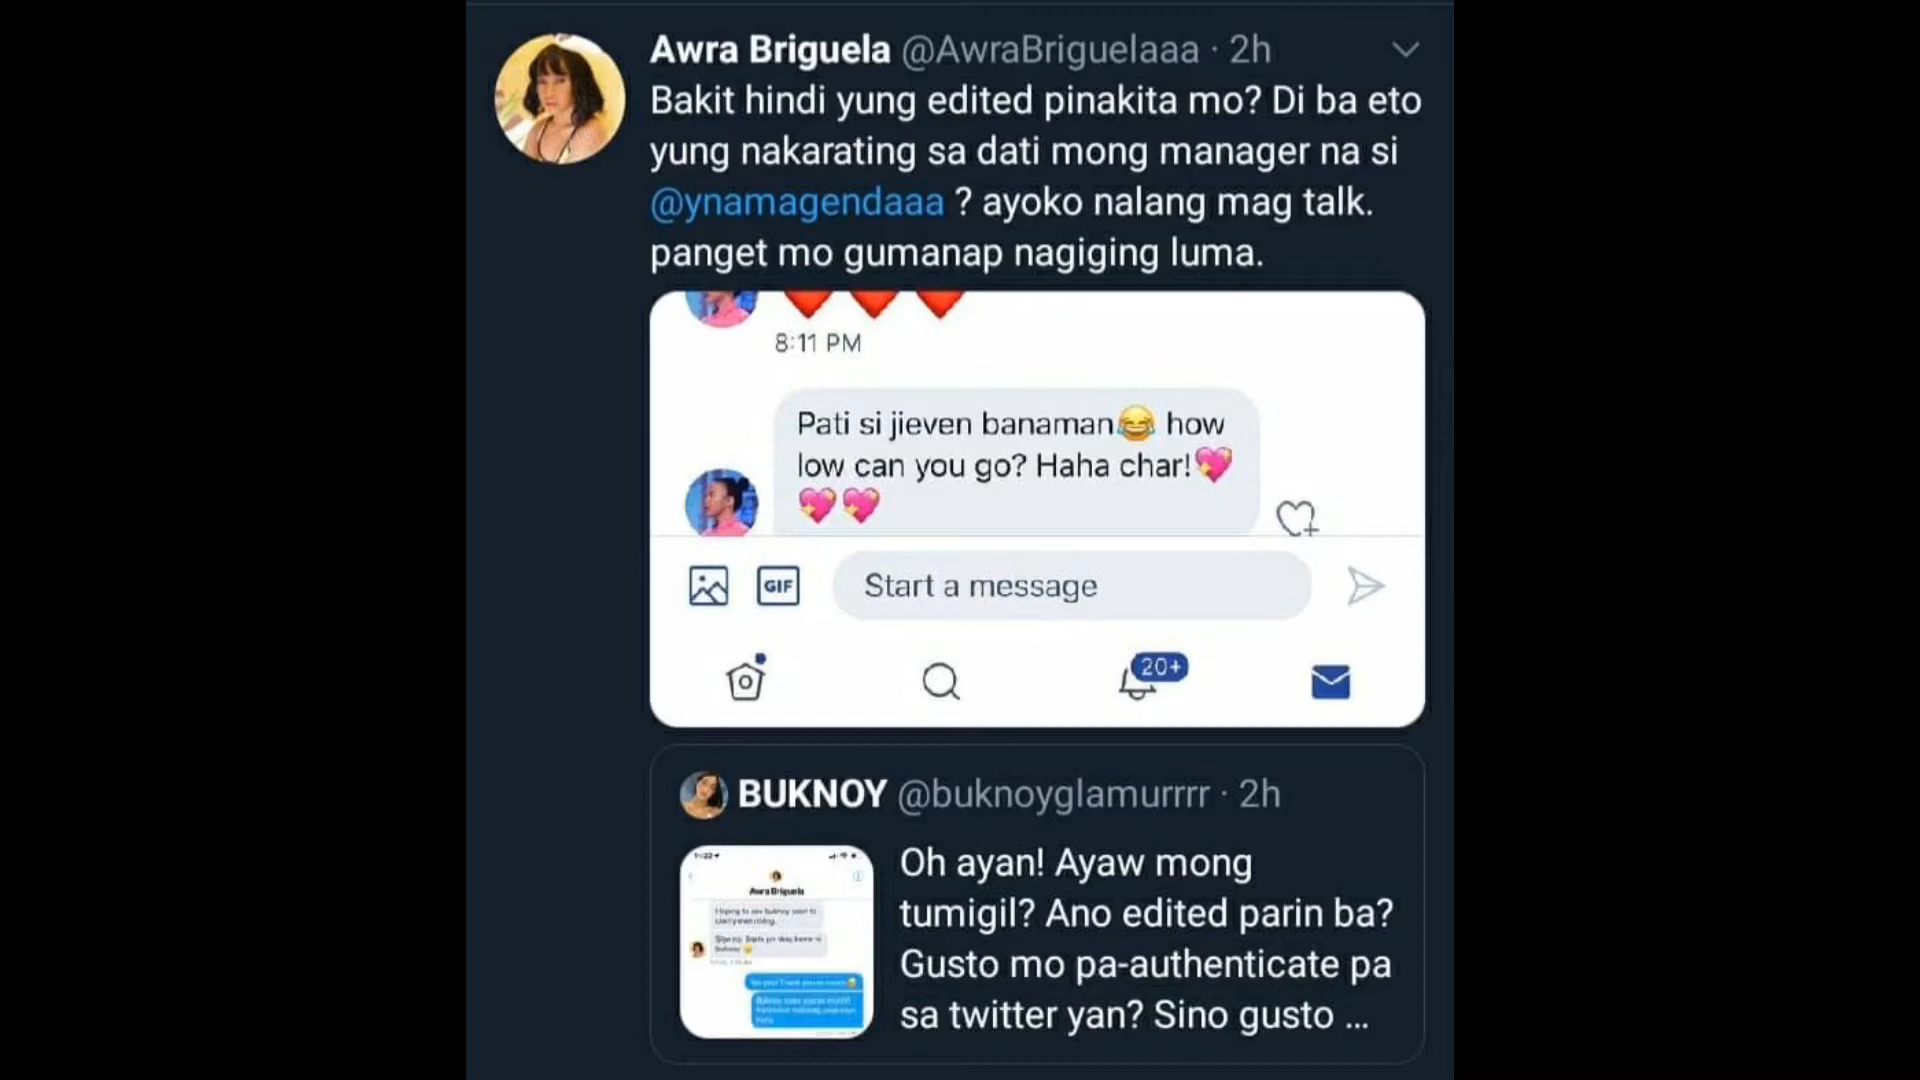 Awra Briguela @AwraBriguelaaa · 2h
Bakit hindi yung edited pinakita mo? Di ba eto
yung nakarating sa dati mong manager na si
@ynamagendaaa ? ayoko nalang mag talk.
panget mo gumanap nagiging luma.
8:11 PM
Pati si jieven banaman😂 how
low can you go? Haha char!💖
💖💖
GIF
Start a message
20+
BUKNOY @buknoyglamurrrr · 2h
Awra Briguela
Oh ayan! Ayaw mong
tumigil? Ano edited parin ba?
Gusto mo pa-authenticate pa
sa twitter yan? Sino gusto ...